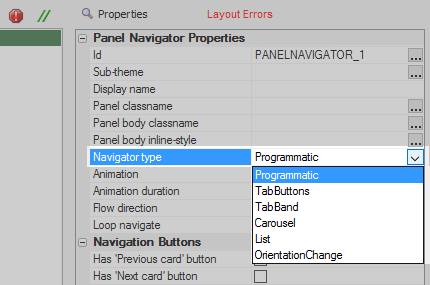 Properties Layout Errors
Panel Navigator Properties
Id PANELNAVIGATOR_1 ...
Sub-theme ...
Display name
Panel classname ...
Panel body classname ...
Panel body inline-style ...
Navigator type Programmatic
Animation Programmatic
Animation duration TabButtons
Flow direction TabBand
Loop navigate Carousel
Navigation Buttons List
Has 'Previous card' button OrientationChange
Has 'Next card' button